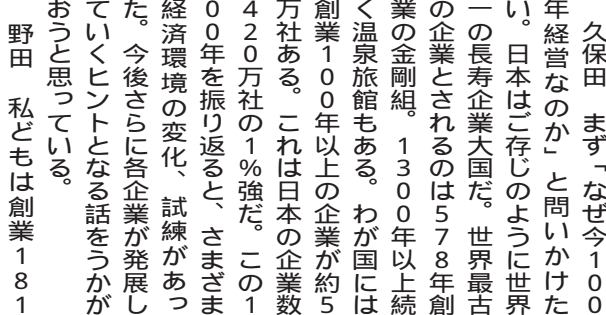 久保田　まず「なぜ今１００
年経営なのか」と問いかけた
い。日本はご存じのように世界
一の長寿企業大国だ。世界最古
の企業とされるのは５７８年創
業の金剛組。１３００年以上続
く温泉旅館もある。わが国には
創業１００年以上の企業が約５
万社ある。これは日本の企業数
４２０万社の１％強だ。この１
００年を振り返ると、さまざま
経済環境の変化、試練があっ
た。今後さらに各企業が発展し
ていくヒントとなる話をうかが
おうと思っている。
野田　私どもは創業１８１